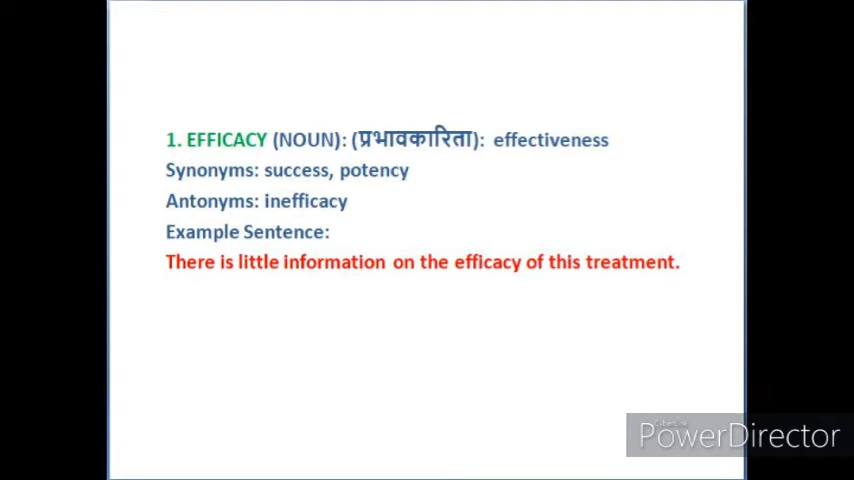 1. EFFICACY (NOUN): (प्रभावकारिता): effectiveness
Synonyms: success, potency
Antonyms: inefficacy
Example Sentence:
There is little information on the efficacy of this treatment.
CyberLink
PowerDirector